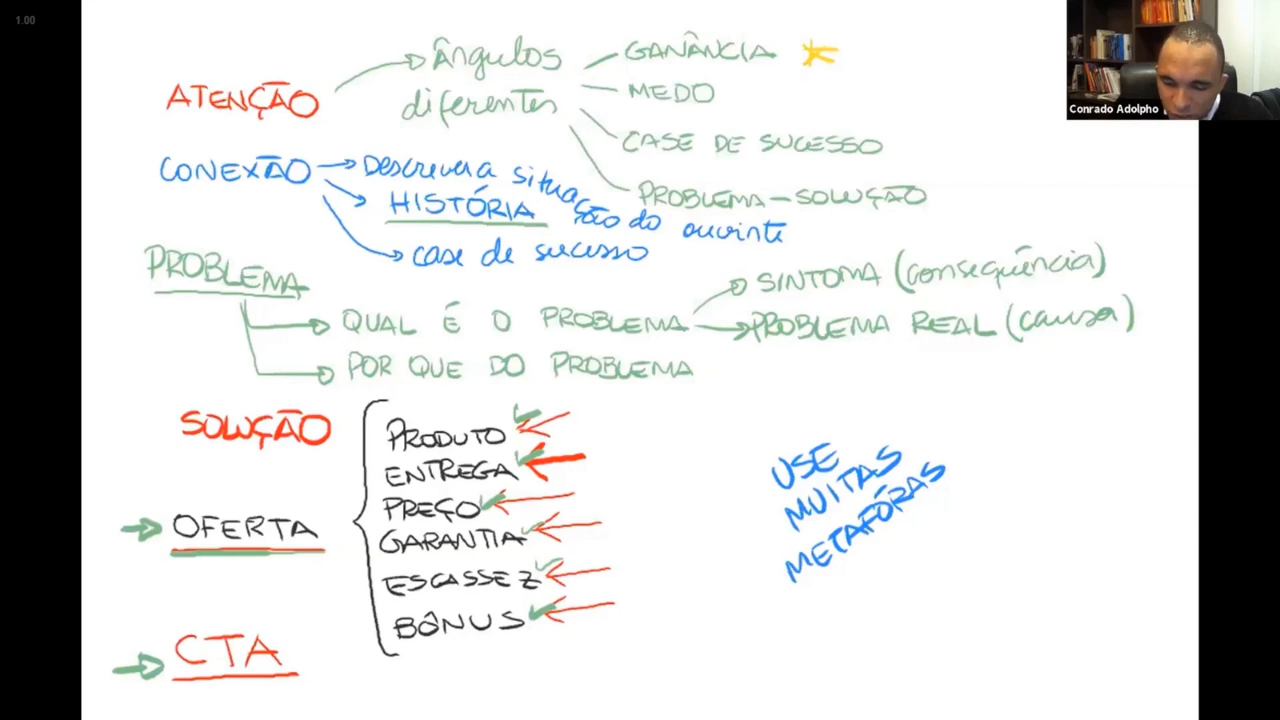 1.00
Conrado Adolpho
ATENÇÃO
ângulos
diferentes
GANÂNCIA
MEDO
CASE DE SUCESSO
PROBLEMA-SOLUÇÃO
CONEXÃO
Descrever a situação do ouvinte
HISTÓRIA
case de sucesso
PROBLEMA
QUAL É O PROBLEMA
SINTOMA (consequência)
PROBLEMA REAL (causa)
POR QUE DO PROBLEMA
SOLUÇÃO
OFERTA
PRODUTO
ENTREGA
PREÇO
GARANTIA
ESCASSEZ
BÔNUS
USE
MUITAS
METAFÓRAS
CTA